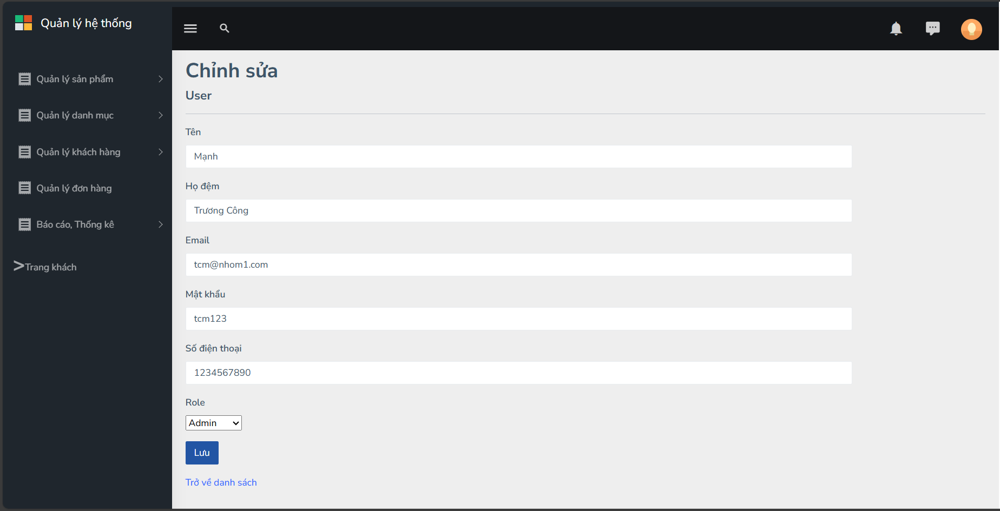 Quản lý hệ thống
Quản lý sản phẩm
Quản lý danh mục
Quản lý khách hàng
Quản lý đơn hàng
Báo cáo, Thống kê
>Trang khách
Chỉnh sửa
User
Tên
Mạnh
Họ đệm
Trương Công
Email
tcm@nhom1.com
Mật khẩu
tcm123
Số điện thoại
1234567890
Role
Admin
Lưu
Trở về danh sách